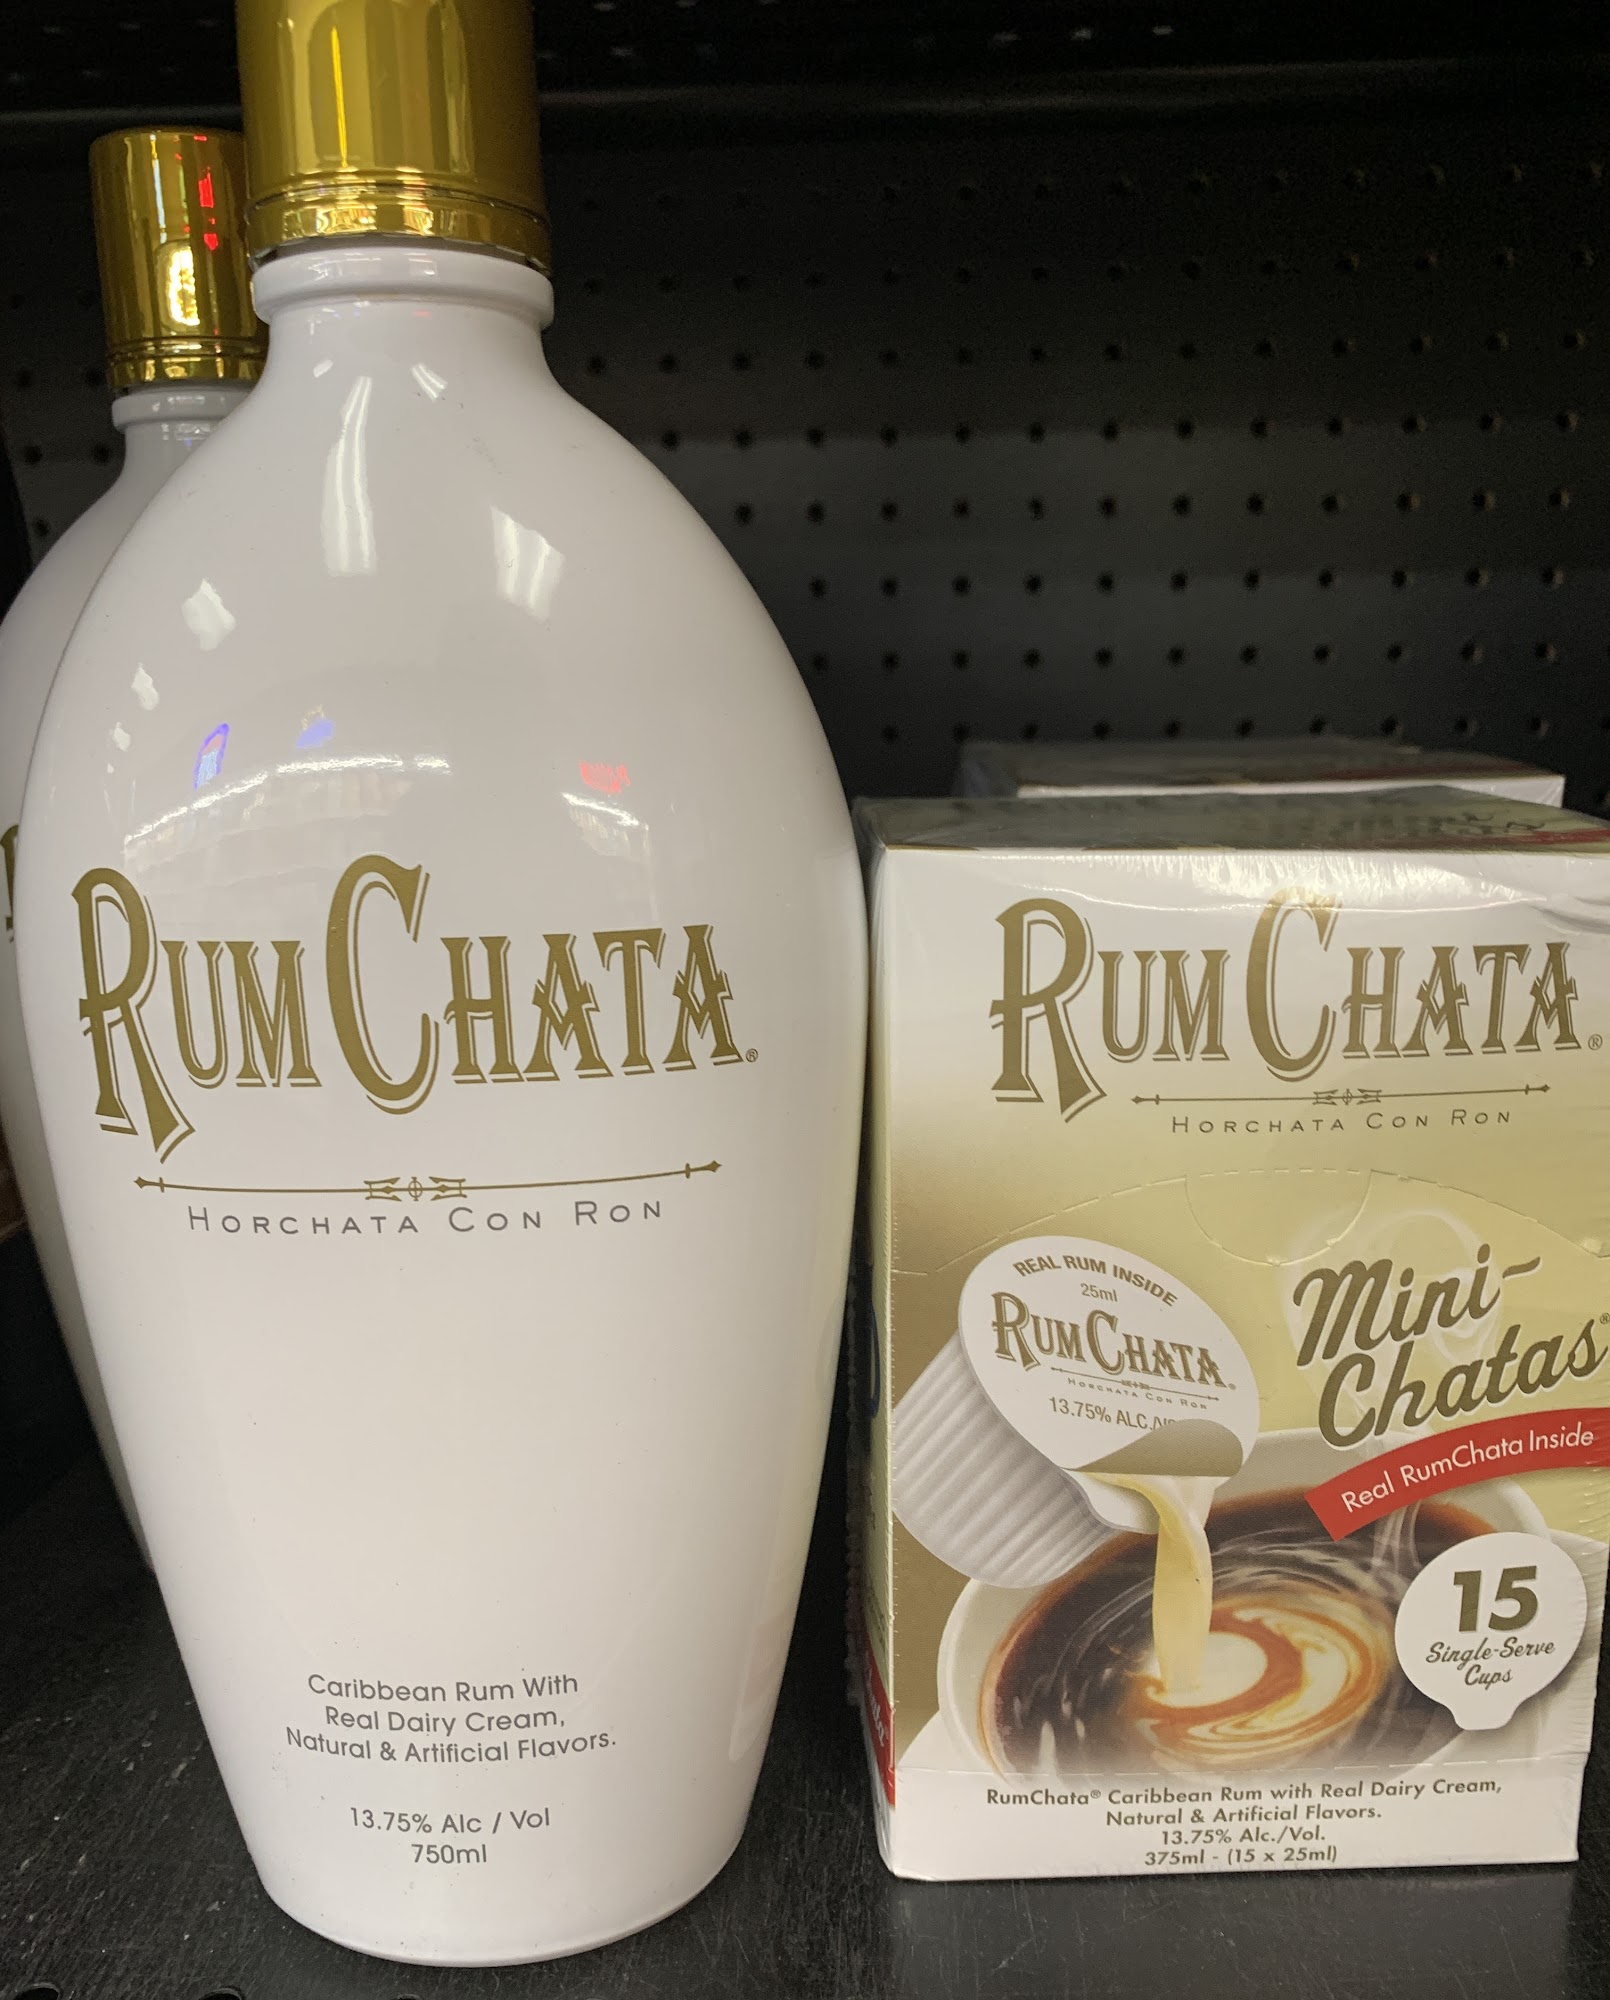 RUMCHATA®
HORCHATA CON RON
Caribbean Rum With
Real Dairy Cream,
Natural & Artificial Flavors.
13.75% Alc / Vol
750ml
RUMCHATA®
HORCHATA CON RON
REAL RUM INSIDE
25ml
RUMCHATA®
HORCHATA CON RON
13.75% ALC./
Mini-
Chatas®
Real RumChata Inside
15
Single-Serve
Cups
RumChata® Caribbean Rum with Real Dairy Cream,
Natural & Artificial Flavors.
13.75% Alc./Vol.
375ml - (15 x 25ml)